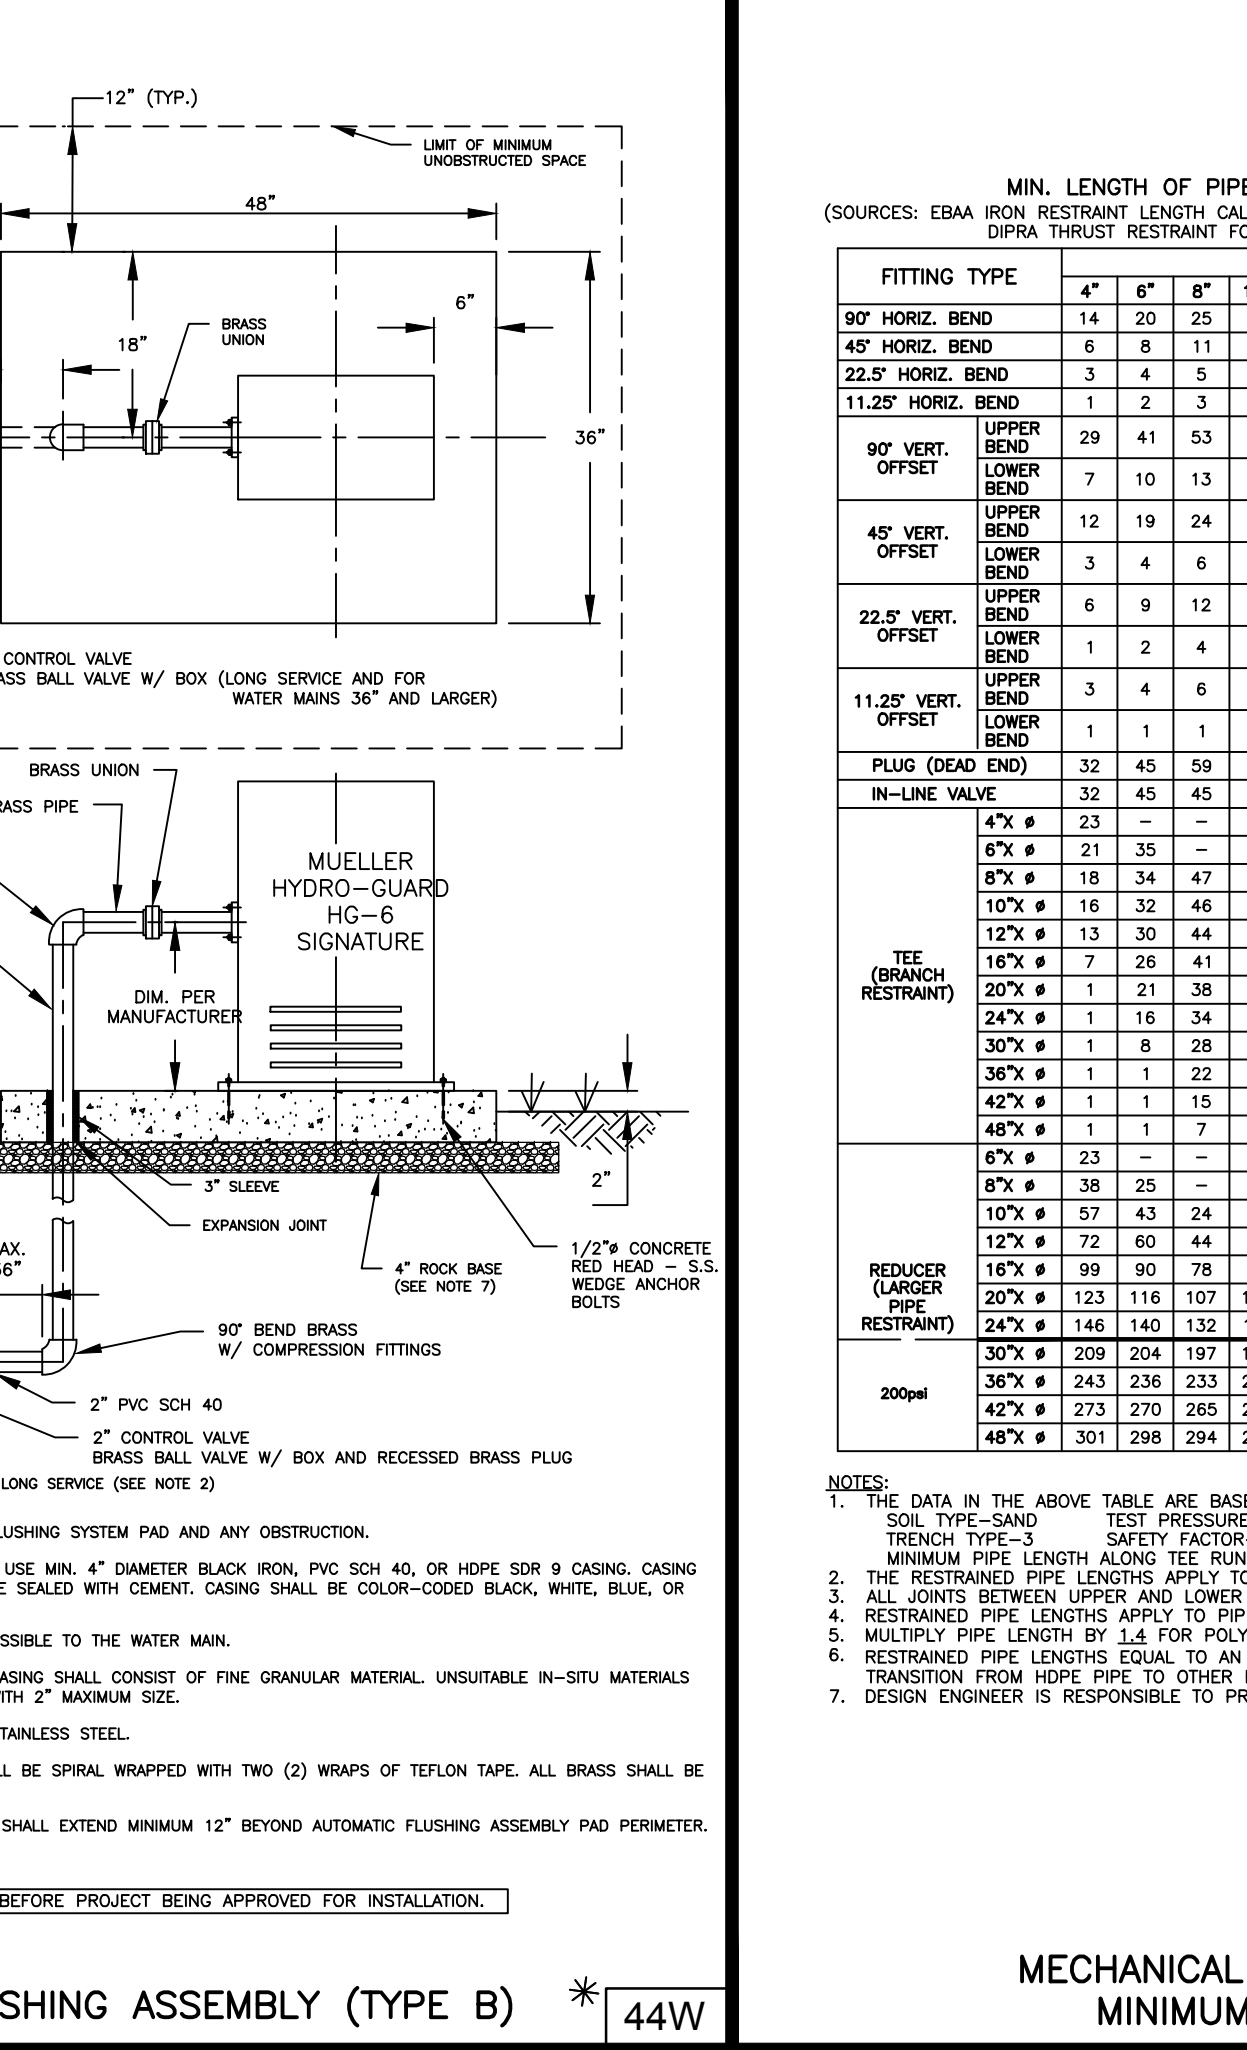 12" (TYP.)
LIMIT OF MINIMUM
UNOBSTRUCTED SPACE
48"
6"
BRASS
UNION
18"
36"
CONTROL VALVE
ASS BALL VALVE W/ BOX (LONG SERVICE AND FOR
WATER MAINS 36" AND LARGER)
BRASS UNION
RASS PIPE
MUELLER
HYDRO-GUARD
HG-6
SIGNATURE
DIM. PER
MANUFACTURER
2"
3" SLEEVE
EXPANSION JOINT
AX.
36"
4" ROCK BASE
(SEE NOTE 7)
1/2"ø CONCRETE
RED HEAD - S.S.
WEDGE ANCHOR
BOLTS
90° BEND BRASS
W/ COMPRESSION FITTINGS
2" PVC SCH 40
2" CONTROL VALVE
BRASS BALL VALVE W/ BOX AND RECESSED BRASS PLUG
LONG SERVICE (SEE NOTE 2)
LUSHING SYSTEM PAD AND ANY OBSTRUCTION.
USE MIN. 4" DIAMETER BLACK IRON, PVC SCH 40, OR HDPE SDR 9 CASING. CASING
E SEALED WITH CEMENT. CASING SHALL BE COLOR-CODED BLACK, WHITE, BLUE, OR
SSIBLE TO THE WATER MAIN.
ASING SHALL CONSIST OF FINE GRANULAR MATERIAL. UNSUITABLE IN-SITU MATERIALS
WITH 2" MAXIMUM SIZE.
TAINLESS STEEL.
LL BE SPIRAL WRAPPED WITH TWO (2) WRAPS OF TEFLON TAPE. ALL BRASS SHALL BE
SHALL EXTEND MINIMUM 12" BEYOND AUTOMATIC FLUSHING ASSEMBLY PAD PERIMETER.
BEFORE PROJECT BEING APPROVED FOR INSTALLATION.
SHING ASSEMBLY (TYPE B) *
44W
MIN. LENGTH OF PIPE
(SOURCES: EBAA IRON RESTRAINT LENGTH CAL
DIPRA THRUST RESTRAINT FO
FITTING TYPE
4" 6" 8" 1
90° HORIZ. BEND 14 20 25
45° HORIZ. BEND 6 8 11
22.5° HORIZ. BEND 3 4 5
11.25° HORIZ. BEND 1 2 3
90° VERT. OFFSET UPPER BEND 29 41 53
LOWER BEND 7 10 13
45° VERT. OFFSET UPPER BEND 12 19 24
LOWER BEND 3 4 6
22.5° VERT. OFFSET UPPER BEND 6 9 12
LOWER BEND 1 2 4
11.25° VERT. OFFSET UPPER BEND 3 4 6
LOWER BEND 1 1 1
PLUG (DEAD END) 32 45 59
IN-LINE VALVE 32 45 45
TEE (BRANCH RESTRAINT)
4"X ø 23 - -
6"X ø 21 35 -
8"X ø 18 34 47
10"X ø 16 32 46
12"X ø 13 30 44
16"X ø 7 26 41
20"X ø 1 21 38
24"X ø 1 16 34
30"X ø 1 8 28
36"X ø 1 1 22
42"X ø 1 1 15
48"X ø 1 1 7
REDUCER (LARGER PIPE RESTRAINT)
6"X ø 23 - -
8"X ø 38 25 -
10"X ø 57 43 24
12"X ø 72 60 44
16"X ø 99 90 78
20"X ø 123 116 107 1
24"X ø 146 140 132 1
200psi
30"X ø 209 204 197 1
36"X ø 243 236 233 2
42"X ø 273 270 265 2
48"X ø 301 298 294 2
NOTES:
1. THE DATA IN THE ABOVE TABLE ARE BASE
SOIL TYPE-SAND TEST PRESSURE
TRENCH TYPE-3 SAFETY FACTOR-
MINIMUM PIPE LENGTH ALONG TEE RUN
2. THE RESTRAINED PIPE LENGTHS APPLY TO
3. ALL JOINTS BETWEEN UPPER AND LOWER
4. RESTRAINED PIPE LENGTHS APPLY TO PIP
5. MULTIPLY PIPE LENGTH BY 1.4 FOR POLY
6. RESTRAINED PIPE LENGTHS EQUAL TO AN
TRANSITION FROM HDPE PIPE TO OTHER
7. DESIGN ENGINEER IS RESPONSIBLE TO PR
MECHANICAL
MINIMUM